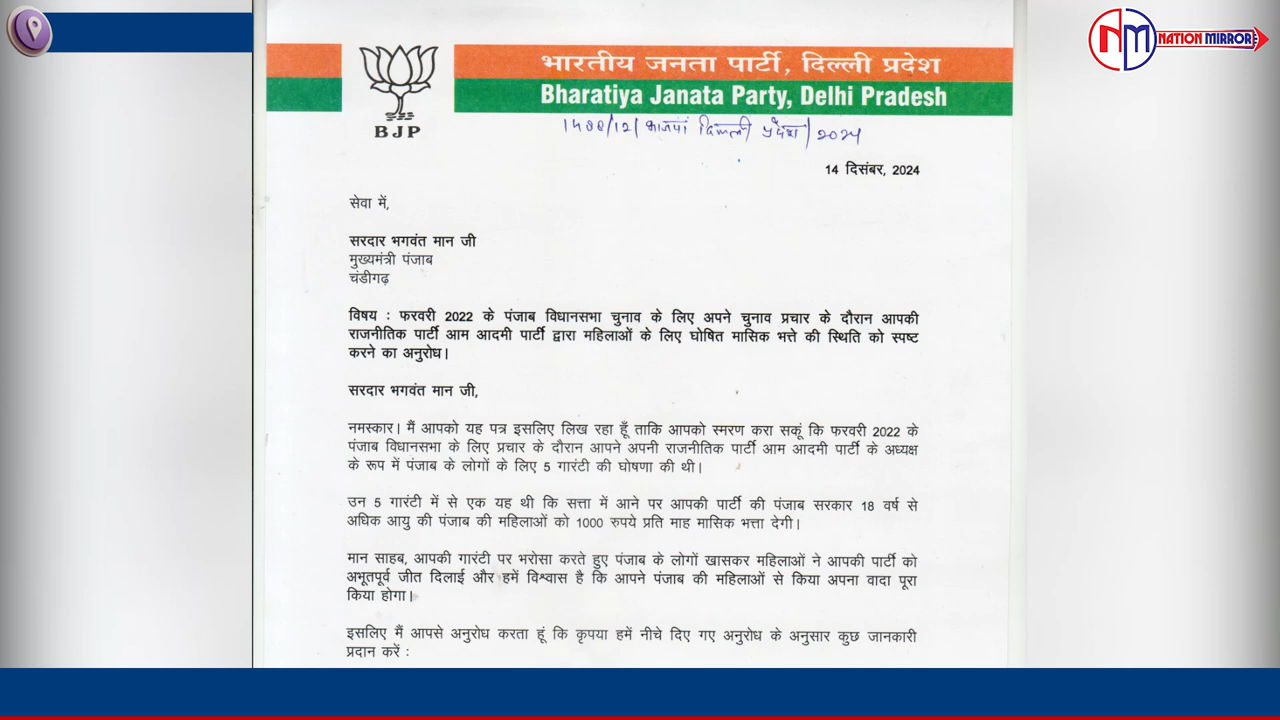 NM NATION MIRROR
भारतीय जनता पार्टी, दिल्ली प्रदेश
Bharatiya Janata Party, Delhi Pradesh
BJP
भाजपा दिल्ली प्रदेश/2024
14 दिसंबर, 2024
सेवा में,
सरदार भगवंत मान जी
मुख्यमंत्री पंजाब
चंडीगढ़
विषय : फरवरी 2022 के पंजाब विधानसभा चुनाव के लिए अपने चुनाव प्रचार के दौरान आपकी
राजनीतिक पार्टी आम आदमी पार्टी द्वारा महिलाओं के लिए घोषित मासिक भत्ते की स्थिति को स्पष्ट
करने का अनुरोध।
सरदार भगवंत मान जी,
नमस्कार। मैं आपको यह पत्र इसलिए लिख रहा हूँ ताकि आपको स्मरण करा सकूं कि फरवरी 2022 के
पंजाब विधानसभा के लिए प्रचार के दौरान आपने अपनी राजनीतिक पार्टी आम आदमी पार्टी के अध्यक्ष
के रूप में पंजाब के लोगों के लिए 5 गारंटी की घोषणा की थी।
उन 5 गारंटी में से एक यह थी कि सत्ता में आने पर आपकी पार्टी की पंजाब सरकार 18 वर्ष से
अधिक आयु की पंजाब की महिलाओं को 1000 रुपये प्रति माह मासिक भत्ता देगी।
मान साहब, आपकी गारंटी पर भरोसा करते हुए पंजाब के लोगों खासकर महिलाओं ने आपकी पार्टी को
अभूतपूर्व जीत दिलाई और हमें विश्वास है कि आपने पंजाब की महिलाओं से किया अपना वादा पूरा
किया होगा।
इसलिए मैं आपसे अनुरोध करता हूं कि कृपया हमें नीचे दिए गए अनुरोध के अनुसार कुछ जानकारी
प्रदान करें :